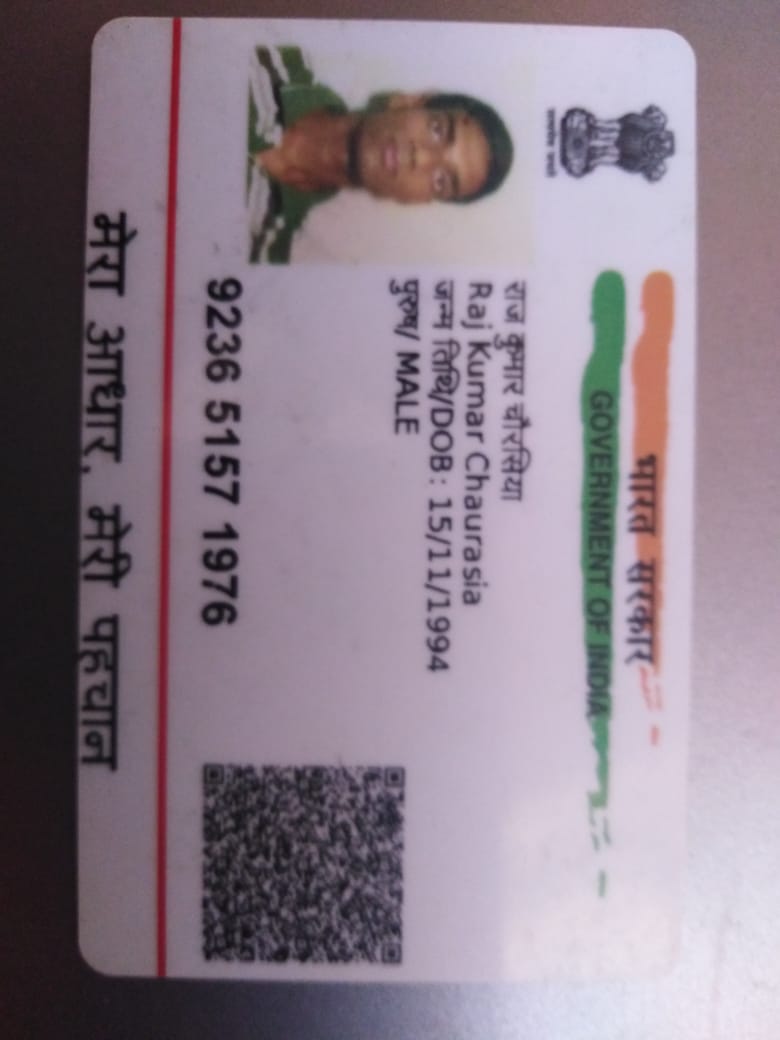 भारत सरकार
GOVERNMENT OF INDIA
सत्यमेव जयते
राज कुमार चौरसिया
Raj Kumar Chaurasia
जन्म तिथि/DOB: 15/11/1994
पुरुष/ MALE
9236 5157 1976
मेरा आधार, मेरी पहचान